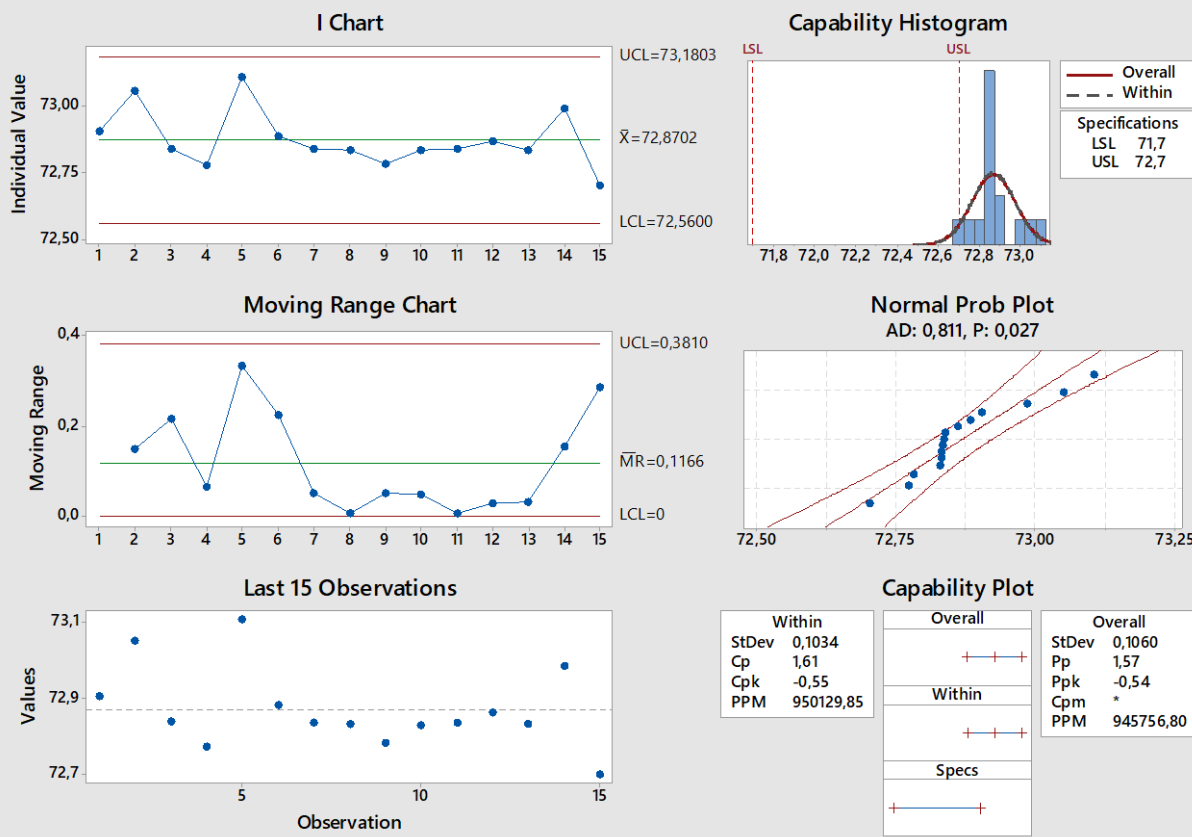 I Chart
Individual Value
73,00
72,75
72,50
UCL=73,1803
X̄=72,8702
LCL=72,5600
1 2 3 4 5 6 7 8 9 10 11 12 13 14 15
Capability Histogram
LSL USL
71,8 72,0 72,2 72,4 72,6 72,8 73,0
Overall
Within
Specifications
LSL 71,7
USL 72,7
Moving Range Chart
Moving Range
0,4
0,2
0,0
UCL=0,3810
M̅R̅=0,1166
LCL=0
1 2 3 4 5 6 7 8 9 10 11 12 13 14 15
Normal Prob Plot
AD: 0,811, P: 0,027
72,50 72,75 73,00 73,25
Last 15 Observations
Values
73,1
72,9
72,7
5 10 15
Observation
Capability Plot
Within
StDev 0,1034
Cp 1,61
Cpk -0,55
PPM 950129,85
Overall
Within
Specs
Overall
StDev 0,1060
Pp 1,57
Ppk -0,54
Cpm *
PPM 945756,80